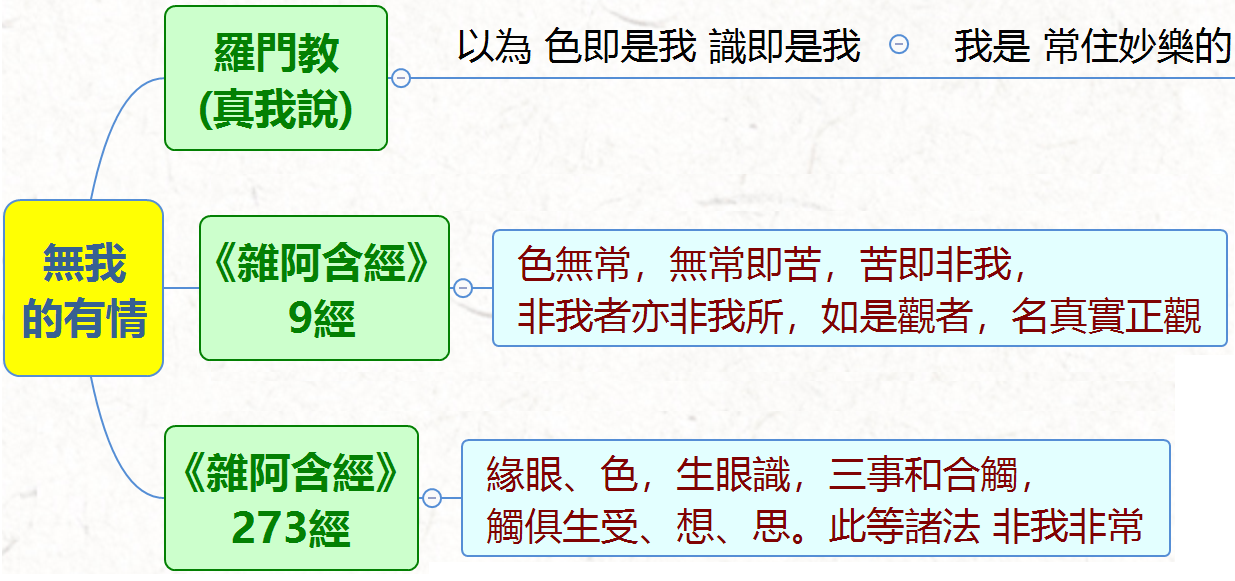 羅門教
(真我說)
以為 色即是我 識即是我
我是 常住妙樂的
無我
的有情
《雜阿含經》
9經
色無常，無常即苦，苦即非我，
非我者亦非我所，如是觀者，名真實正觀
《雜阿含經》
273經
緣眼、色，生眼識，三事和合觸，
觸俱生受、想、思。此等諸法 非我非常